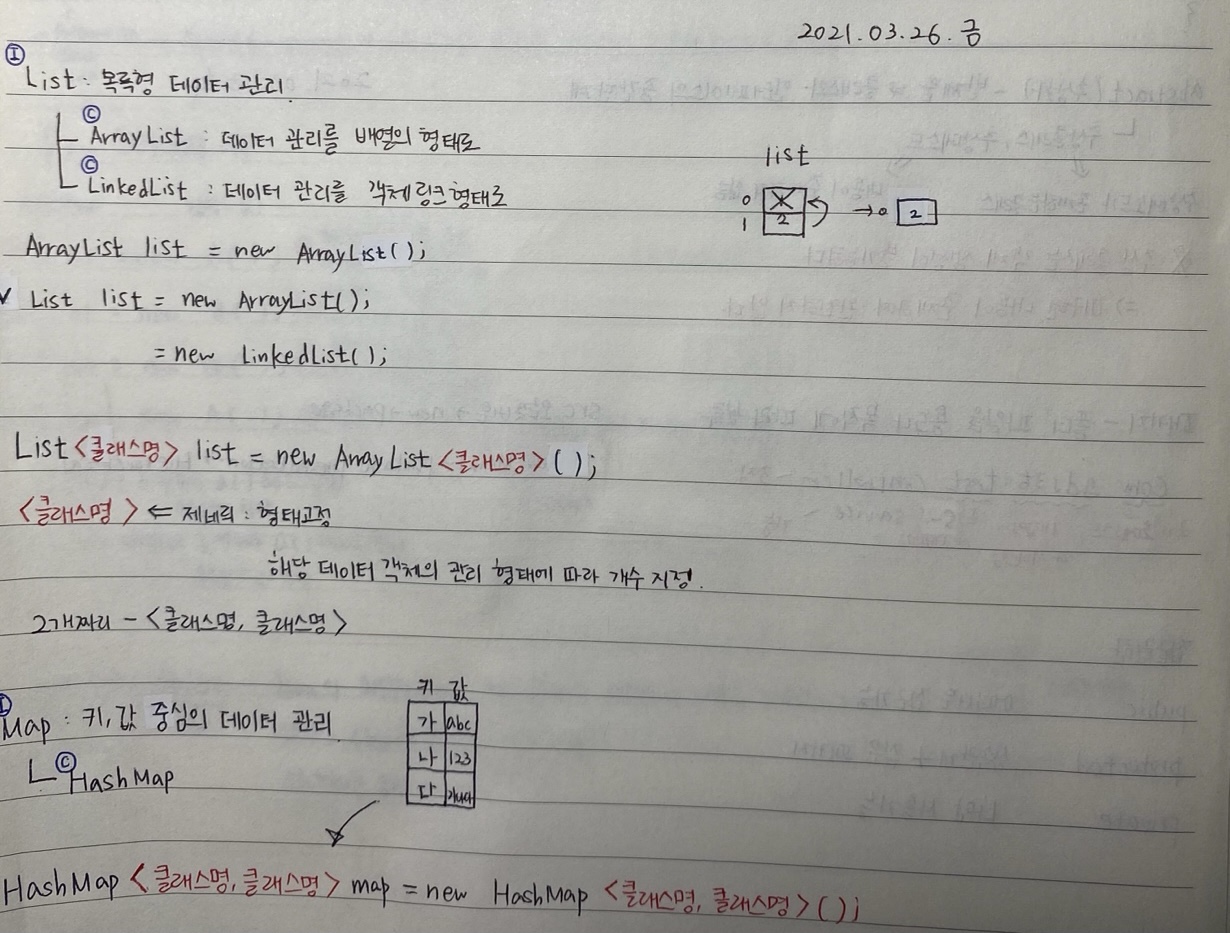 2021.03.26.금
Ⓘ
List : 목록형 데이터 관리.
ⓒ
ArrayList : 데이터 관리를 배열의 형태로
ⓒ
LinkedList : 데이터 관리를 객체링크형태로
list
0
1 2
→ 0 2
ArrayList list = new ArrayList();
✓ List list = new ArrayList();
= new LinkedList();
List <클래스명> list = new ArrayList <클래스명> ();
<클래스명> ⇐ 제네릭 : 형태고정
해당 데이터 객체의 관리 형태에 따라 개수 지정.
2개짜리 - <클래스명, 클래스명>
키 값
Ⓘ
Map : 키, 값 중심의 데이터 관리.
가 abc
나 123
다 가나다
ⓒ
HashMap
HashMap <클래스명, 클래스명> map = new HashMap <클래스명, 클래스명> ();